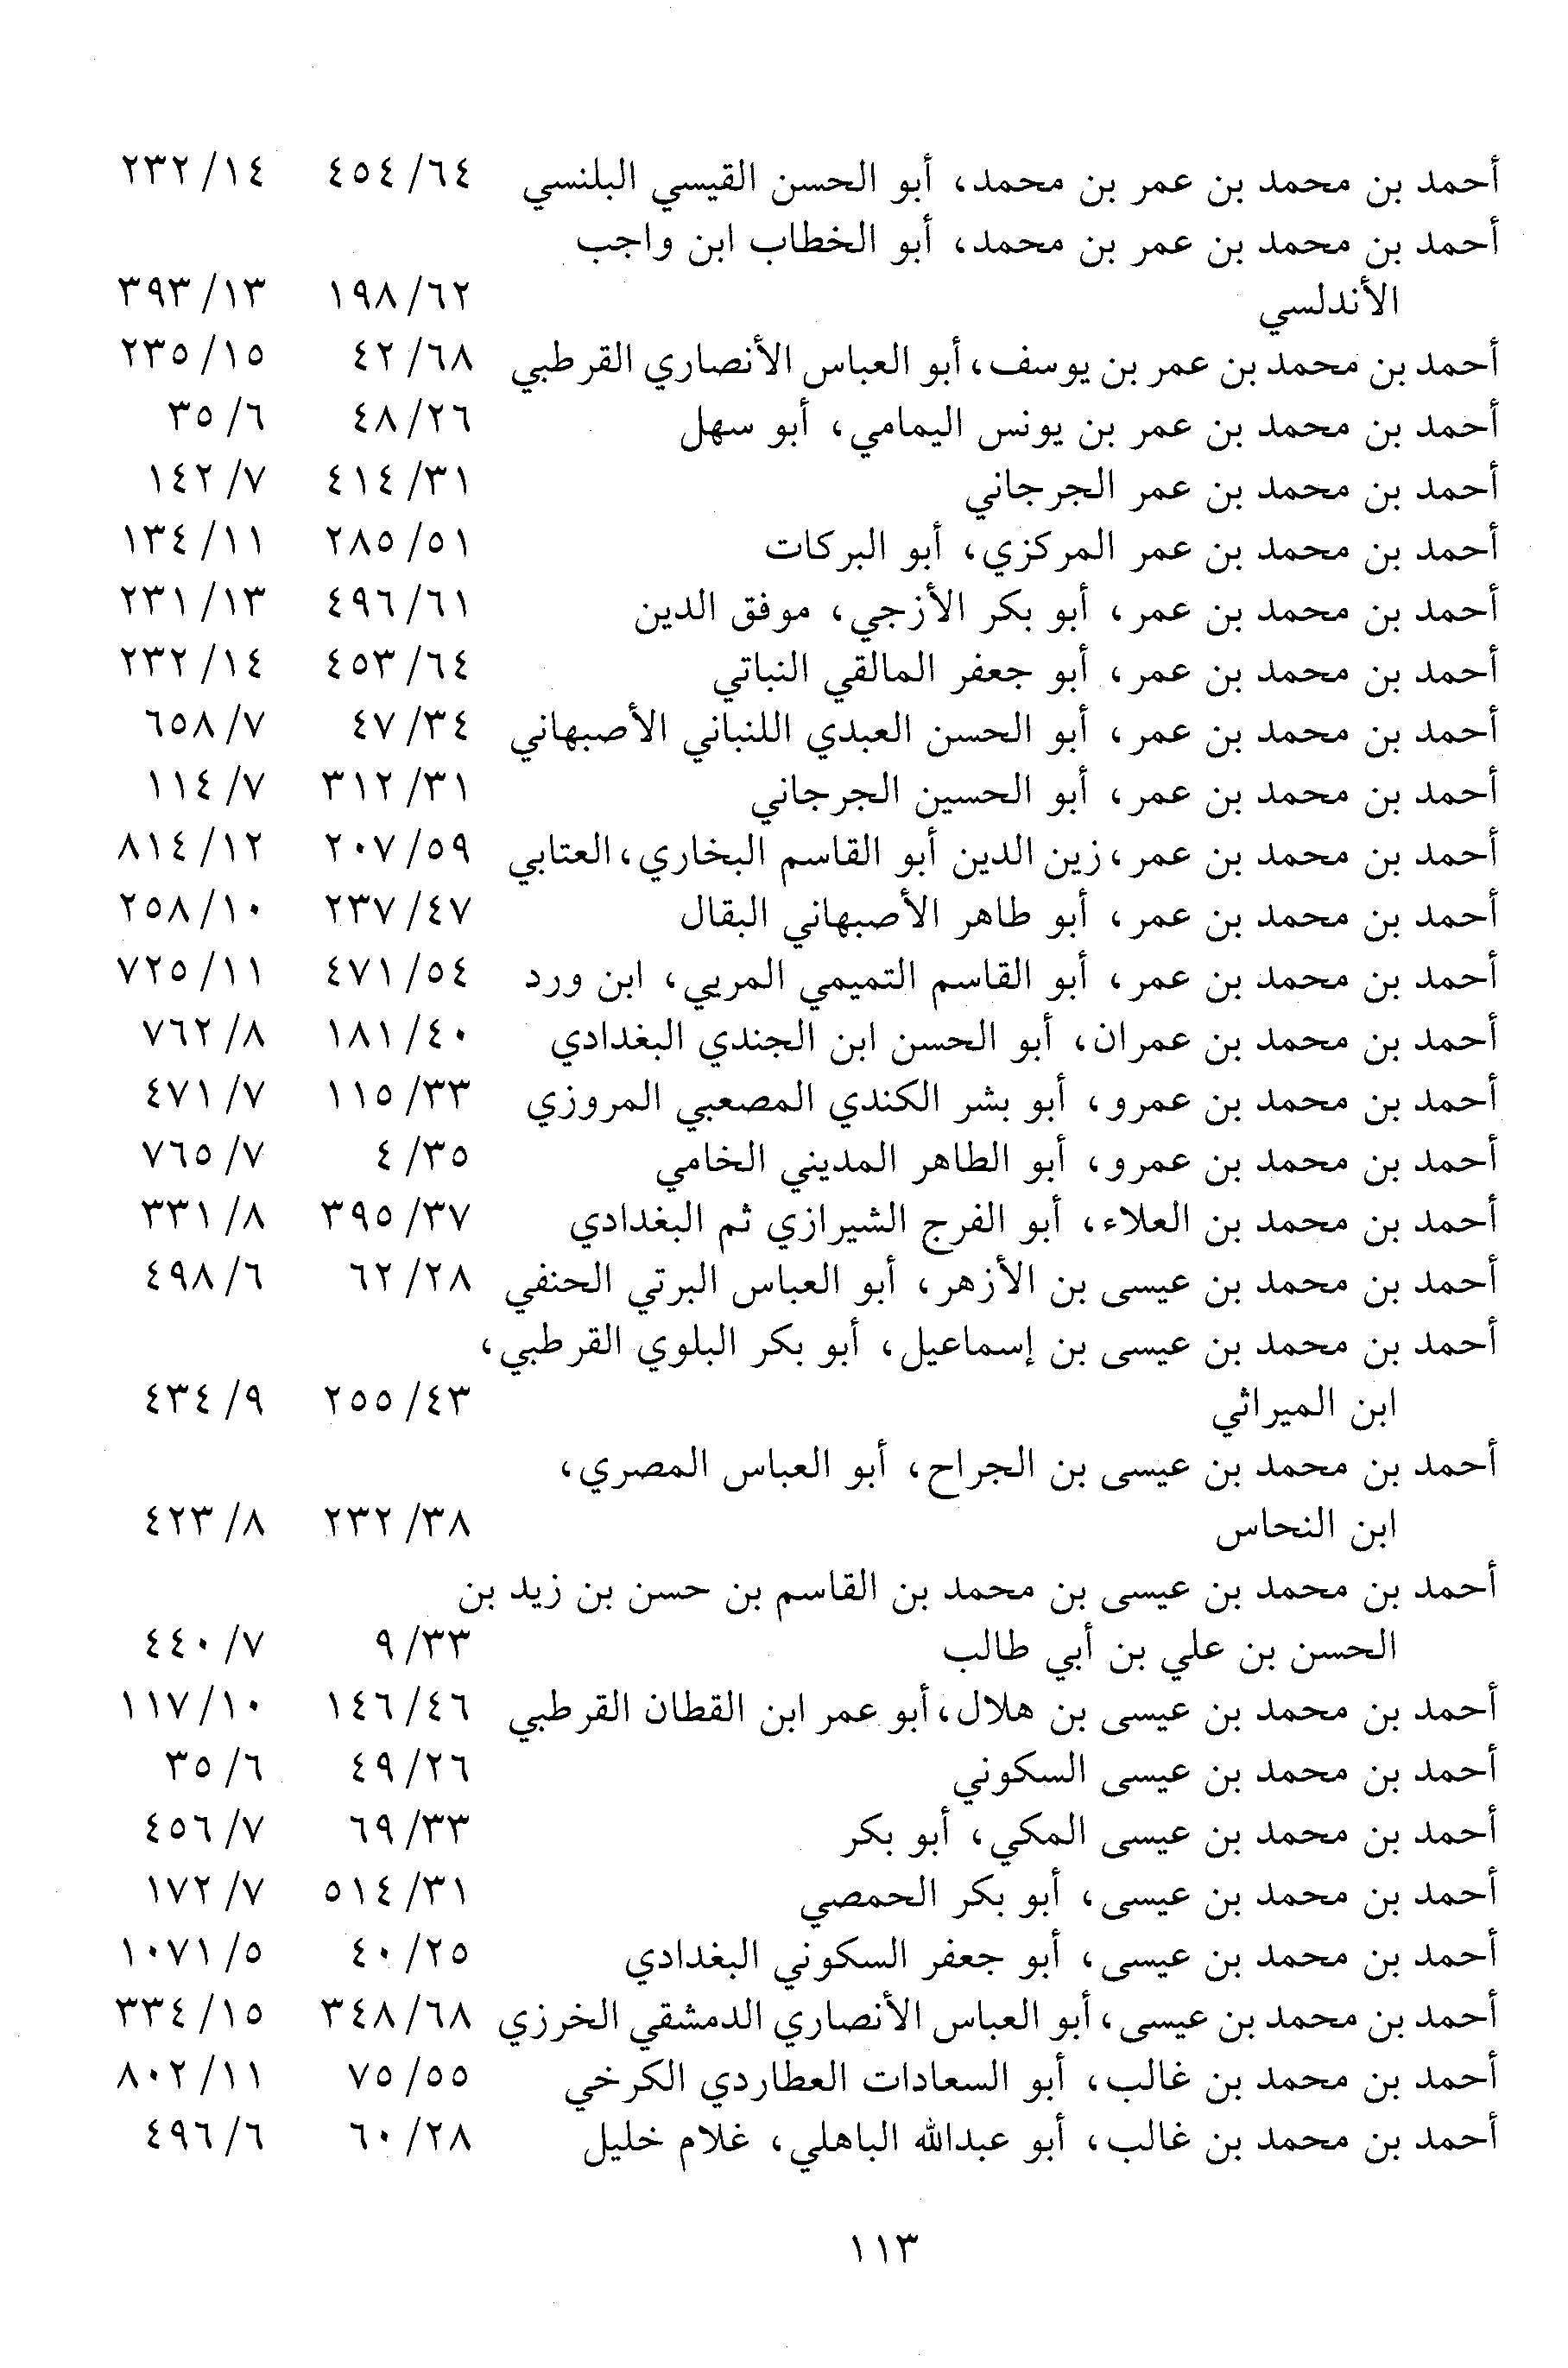 أحمد بن محمد بن عمر بن محمد، أبو الحسن القيسي البلنسي ٦٤/ ٤٥٤ ١٤/ ٢٣٢
أحمد بن محمد بن عمر بن محمد، أبو الخطاب ابن واجب
الأندلسي ٦٢/ ١٩٨ ١٣/ ٣٩٣
أحمد بن محمد بن عمر بن يوسف، أبو العباس الأنصاري القرطبي ٦٨/ ٤٢ ١٥/ ٢٣٥
أحمد بن محمد بن عمر بن يونس اليمامي، أبو سهل ٢٦/ ٤٨ ٦/ ٣٥
أحمد بن محمد بن عمر الجرجاني ٣١/ ٤١٤ ٧/ ١٤٢
أحمد بن محمد بن عمر المركزي، أبو البركات ٥١/ ٢٨٥ ١١/ ١٣٤
أحمد بن محمد بن عمر، أبو بكر الأزجي، موفق الدين ٦١/ ٤٩٦ ١٣/ ٢٣١
أحمد بن محمد بن عمر، أبو جعفر المالقي النباتي ٦٤/ ٤٥٣ ١٤/ ٢٣٢
أحمد بن محمد بن عمر، أبو الحسن العبدي اللنباني الأصبهاني ٣٤/ ٤٧ ٧/ ٦٥٨
أحمد بن محمد بن عمر، أبو الحسين الجرجاني ٣١/ ٣١٢ ٧/ ١١٤
أحمد بن محمد بن عمر، زين الدين أبو القاسم البخاري، العتابي ٥٩/ ٢٠٧ ١٢/ ٨١٤
أحمد بن محمد بن عمر، أبو طاهر الأصبهاني البقال ٤٧/ ٢٣٧ ١٠/ ٢٥٨
أحمد بن محمد بن عمر، أبو القاسم التميمي المريي، ابن ورد ٥٤/ ٤٧١ ١١/ ٧٢٥
أحمد بن محمد بن عمران، أبو الحسن ابن الجندي البغدادي ٤٠/ ١٨١ ٨/ ٧٦٢
أحمد بن محمد بن عمرو، أبو بشر الكندي المصعبي المروزي ٣٣/ ١١٥ ٧/ ٤٧١
أحمد بن محمد بن عمرو، أبو الطاهر المديني الخامي ٣٥/ ٤ ٧/ ٧٦٥
أحمد بن محمد بن العلاء، أبو الفرج الشيرازي ثم البغدادي ٣٧/ ٣٩٥ ٨/ ٣٣١
أحمد بن محمد بن عيسى بن الأزهر، أبو العباس البرتي الحنفي ٢٨/ ٦٢ ٦/ ٤٩٨
أحمد بن محمد بن عيسى بن إسماعيل، أبو بكر البلوي القرطبي،
ابن الميراثي ٤٣/ ٢٥٥ ٩/ ٤٣٤
أحمد بن محمد بن عيسى بن الجراح، أبو العباس المصري،
ابن النحاس ٣٨/ ٢٣٢ ٨/ ٤٢٣
أحمد بن محمد بن عيسى بن محمد بن القاسم بن حسن بن زيد بن
الحسن بن علي بن أبي طالب ٣٣/ ٩ ٧/ ٤٤٠
أحمد بن محمد بن عيسى بن هلال، أبو عمر ابن القطان القرطبي ٤٦/ ١٤٦ ١٠/ ١١٧
أحمد بن محمد بن عيسى السكوني ٢٦/ ٤٩ ٦/ ٣٥
أحمد بن محمد بن عيسى المكي، أبو بكر ٣٣/ ٦٩ ٧/ ٤٥٦
أحمد بن محمد بن عيسى، أبو بكر الحمصي ٣١/ ٥١٤ ٧/ ١٧٢
أحمد بن محمد بن عيسى، أبو جعفر السكوني البغدادي ٢٥/ ٤٠ ٥/ ١٠٧١
أحمد بن محمد بن عيسى، أبو العباس الأنصاري الدمشقي الخرزي ٦٨/ ٣٤٨ ١٥/ ٣٣٤
أحمد بن محمد بن غالب، أبو السعادات العطاردي الكرخي ٥٥/ ٧٥ ١١/ ٨٠٢
أحمد بن محمد بن غالب، أبو عبدالله الباهلي، غلام خليل ٢٨/ ٦٠ ٦/ ٤٩٦
١١٣